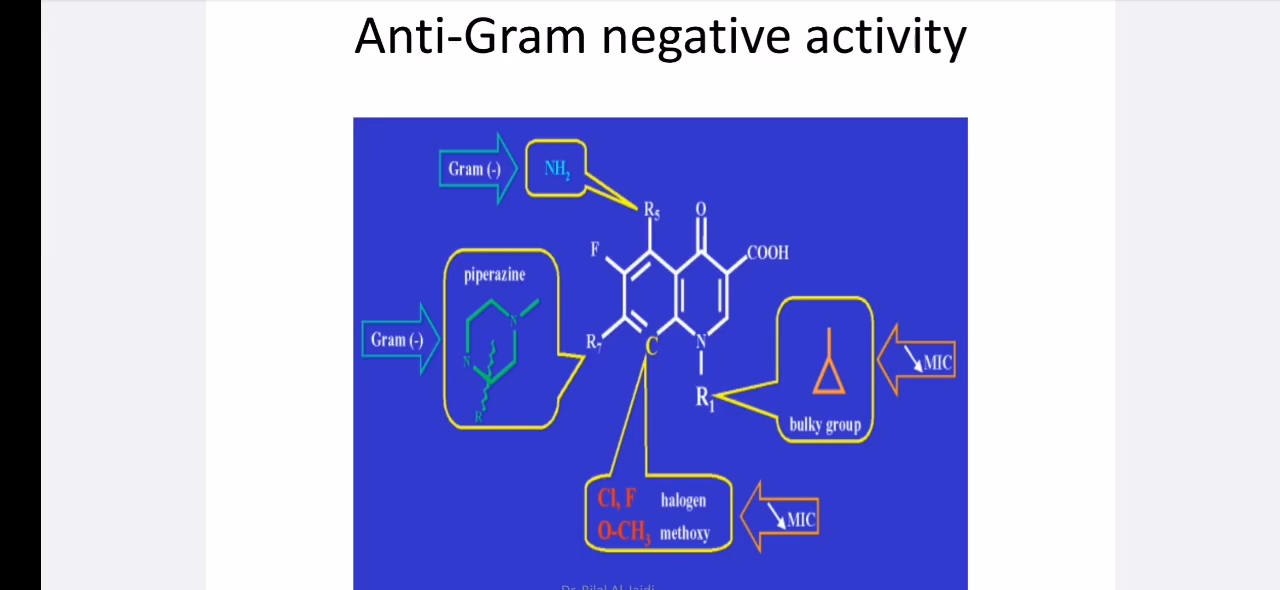 Anti-Gram negative activity
Gram (-)
NH2
R5
O
F
COOH
piperazine
N
N
R
Gram (-)
R7
C
N
R1
bulky group
MIC
Cl, F halogen
O-CH3 methoxy
MIC